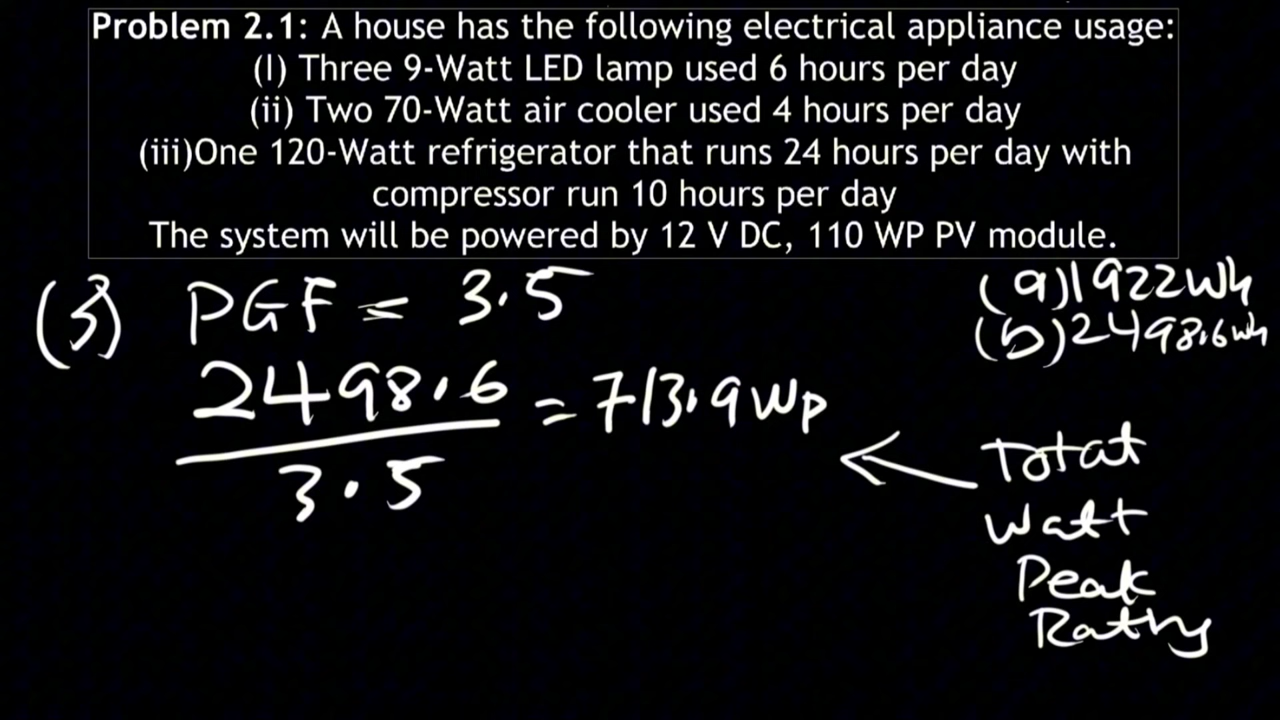 Problem 2.1: A house has the following electrical appliance usage:
(I) Three 9-Watt LED lamp used 6 hours per day
(ii) Two 70-Watt air cooler used 4 hours per day
(iii)One 120-Watt refrigerator that runs 24 hours per day with
compressor run 10 hours per day
The system will be powered by 12 V DC, 110 WP PV module.
(3) PGF = 3.5
(a) 1922Wh
(b) 2498.6wh
2498.6 = 713.9Wp
3.5
Total
Watt
Peak
Rating